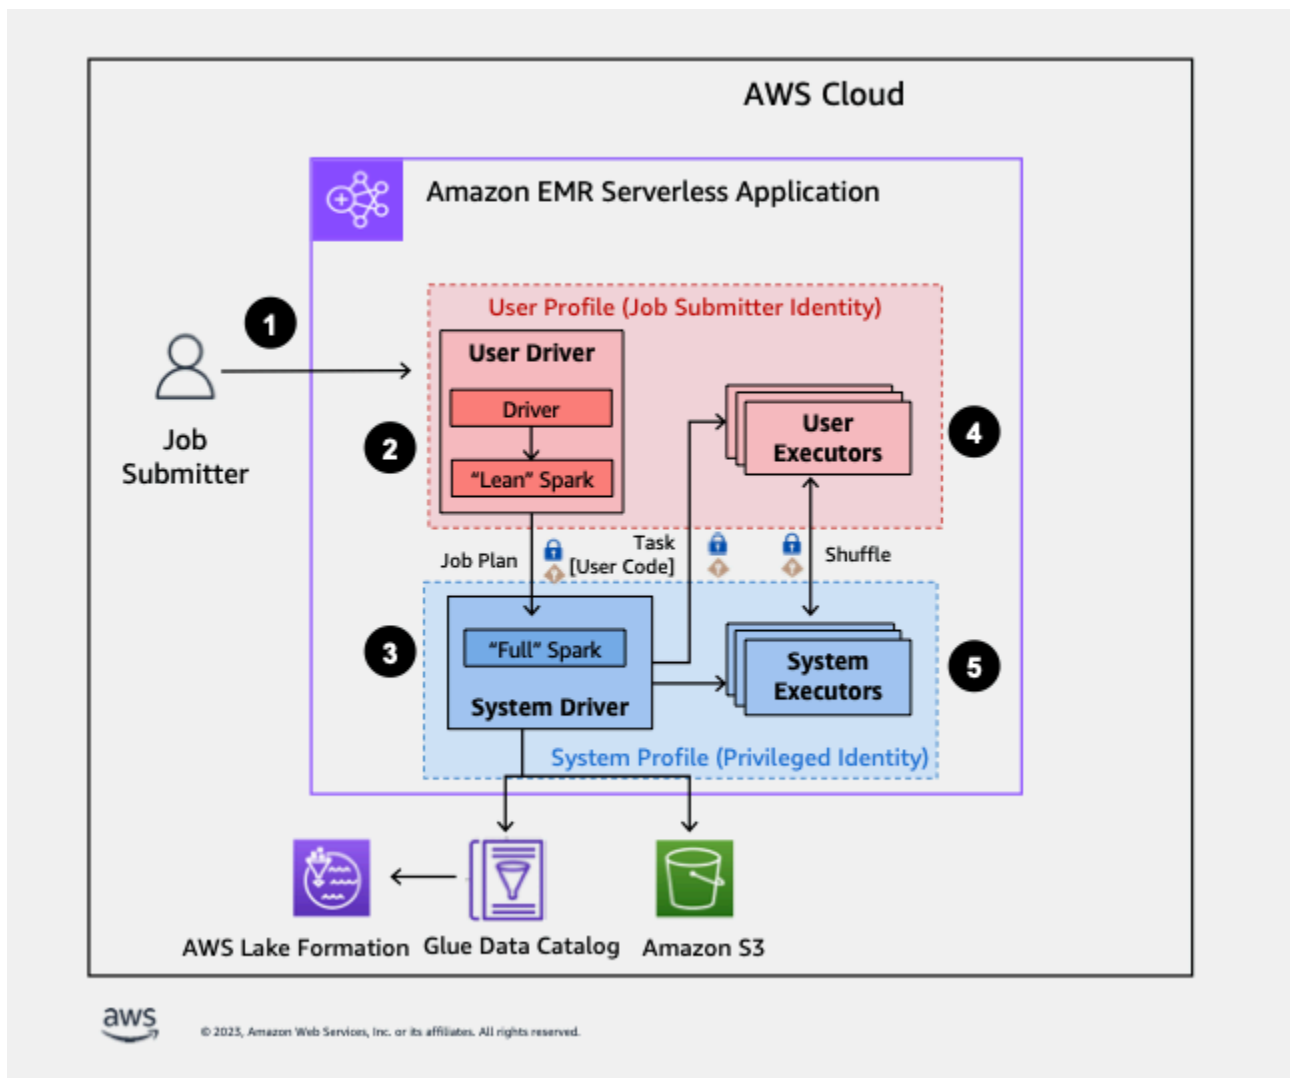 AWS Cloud
Amazon EMR Serverless Application
User Profile (Job Submitter Identity)
1
User Driver
Driver
"Lean" Spark
2
User
Executors
4
Job
Submitter
Job Plan
Task
[User Code]
Shuffle
3
"Full" Spark
System Driver
System
Executors
5
System Profile (Privileged Identity)
AWS Lake Formation
Glue Data Catalog
Amazon S3
aws
© 2023, Amazon Web Services, Inc. or its affiliates. All rights reserved.